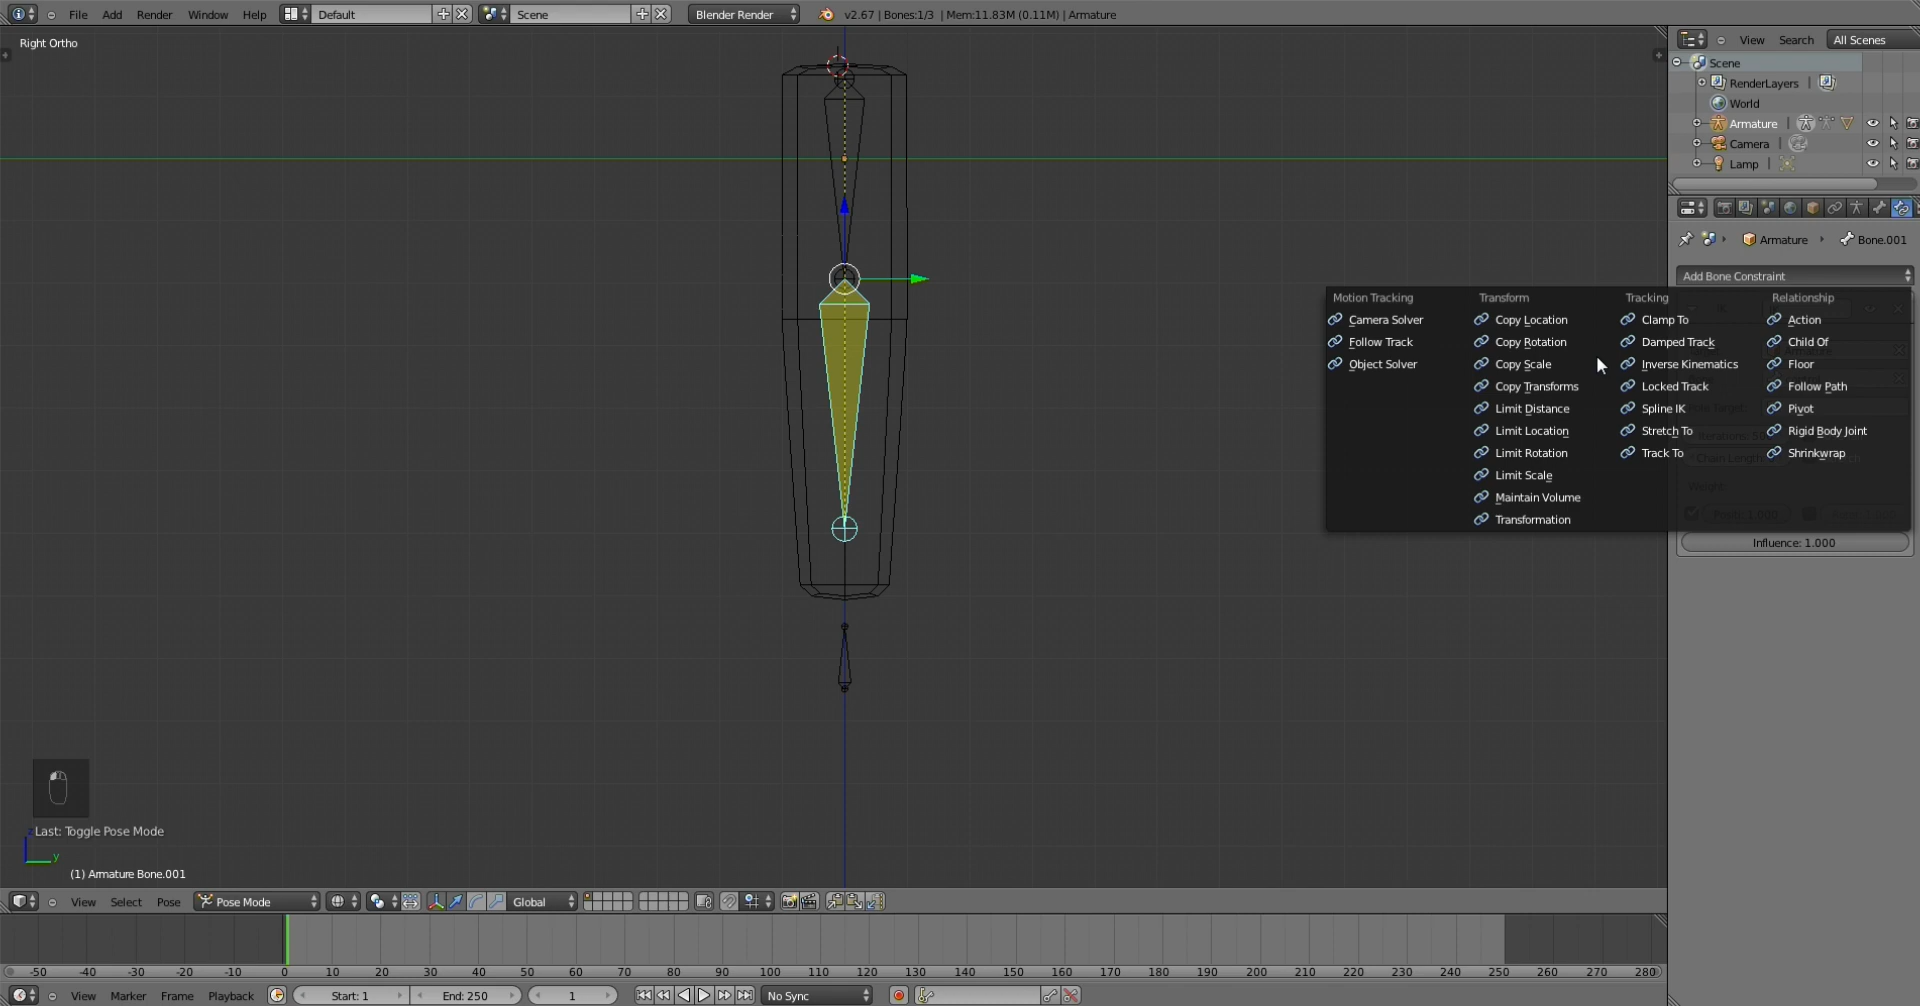 File Add Render Window Help Default Scene Blender Render v2.67 | Bones:1/3 | Mem:11.83M (0.11M) | Armature
Right Ortho
View Search All Scenes
Scene
RenderLayers |
World
Armature |
Camera |
Lamp |
Armature Bone.001
Add Bone Constraint
Motion Tracking Transform Tracking Relationship
Camera Solver Copy Location Clamp To Action
Follow Track Copy Rotation Damped Track Child Of
Object Solver Copy Scale Inverse Kinematics Floor
Copy Transforms Locked Track Follow Path
Limit Distance Spline IK Pivot
Limit Location Stretch To Rigid Body Joint
Limit Rotation Track To Shrinkwrap
Limit Scale
Maintain Volume
Transformation
Influence: 1.000
Last: Toggle Pose Mode
z
y
(1) Armature Bone.001
View Select Pose Pose Mode Global
-50 -40 -30 -20 -10 0 10 20 30 40 50 60 70 80 90 100 110 120 130 140 150 160 170 180 190 200 210 220 230 240 250 260 270 280
View Marker Frame Playback Start: 1 End: 250 1 No Sync